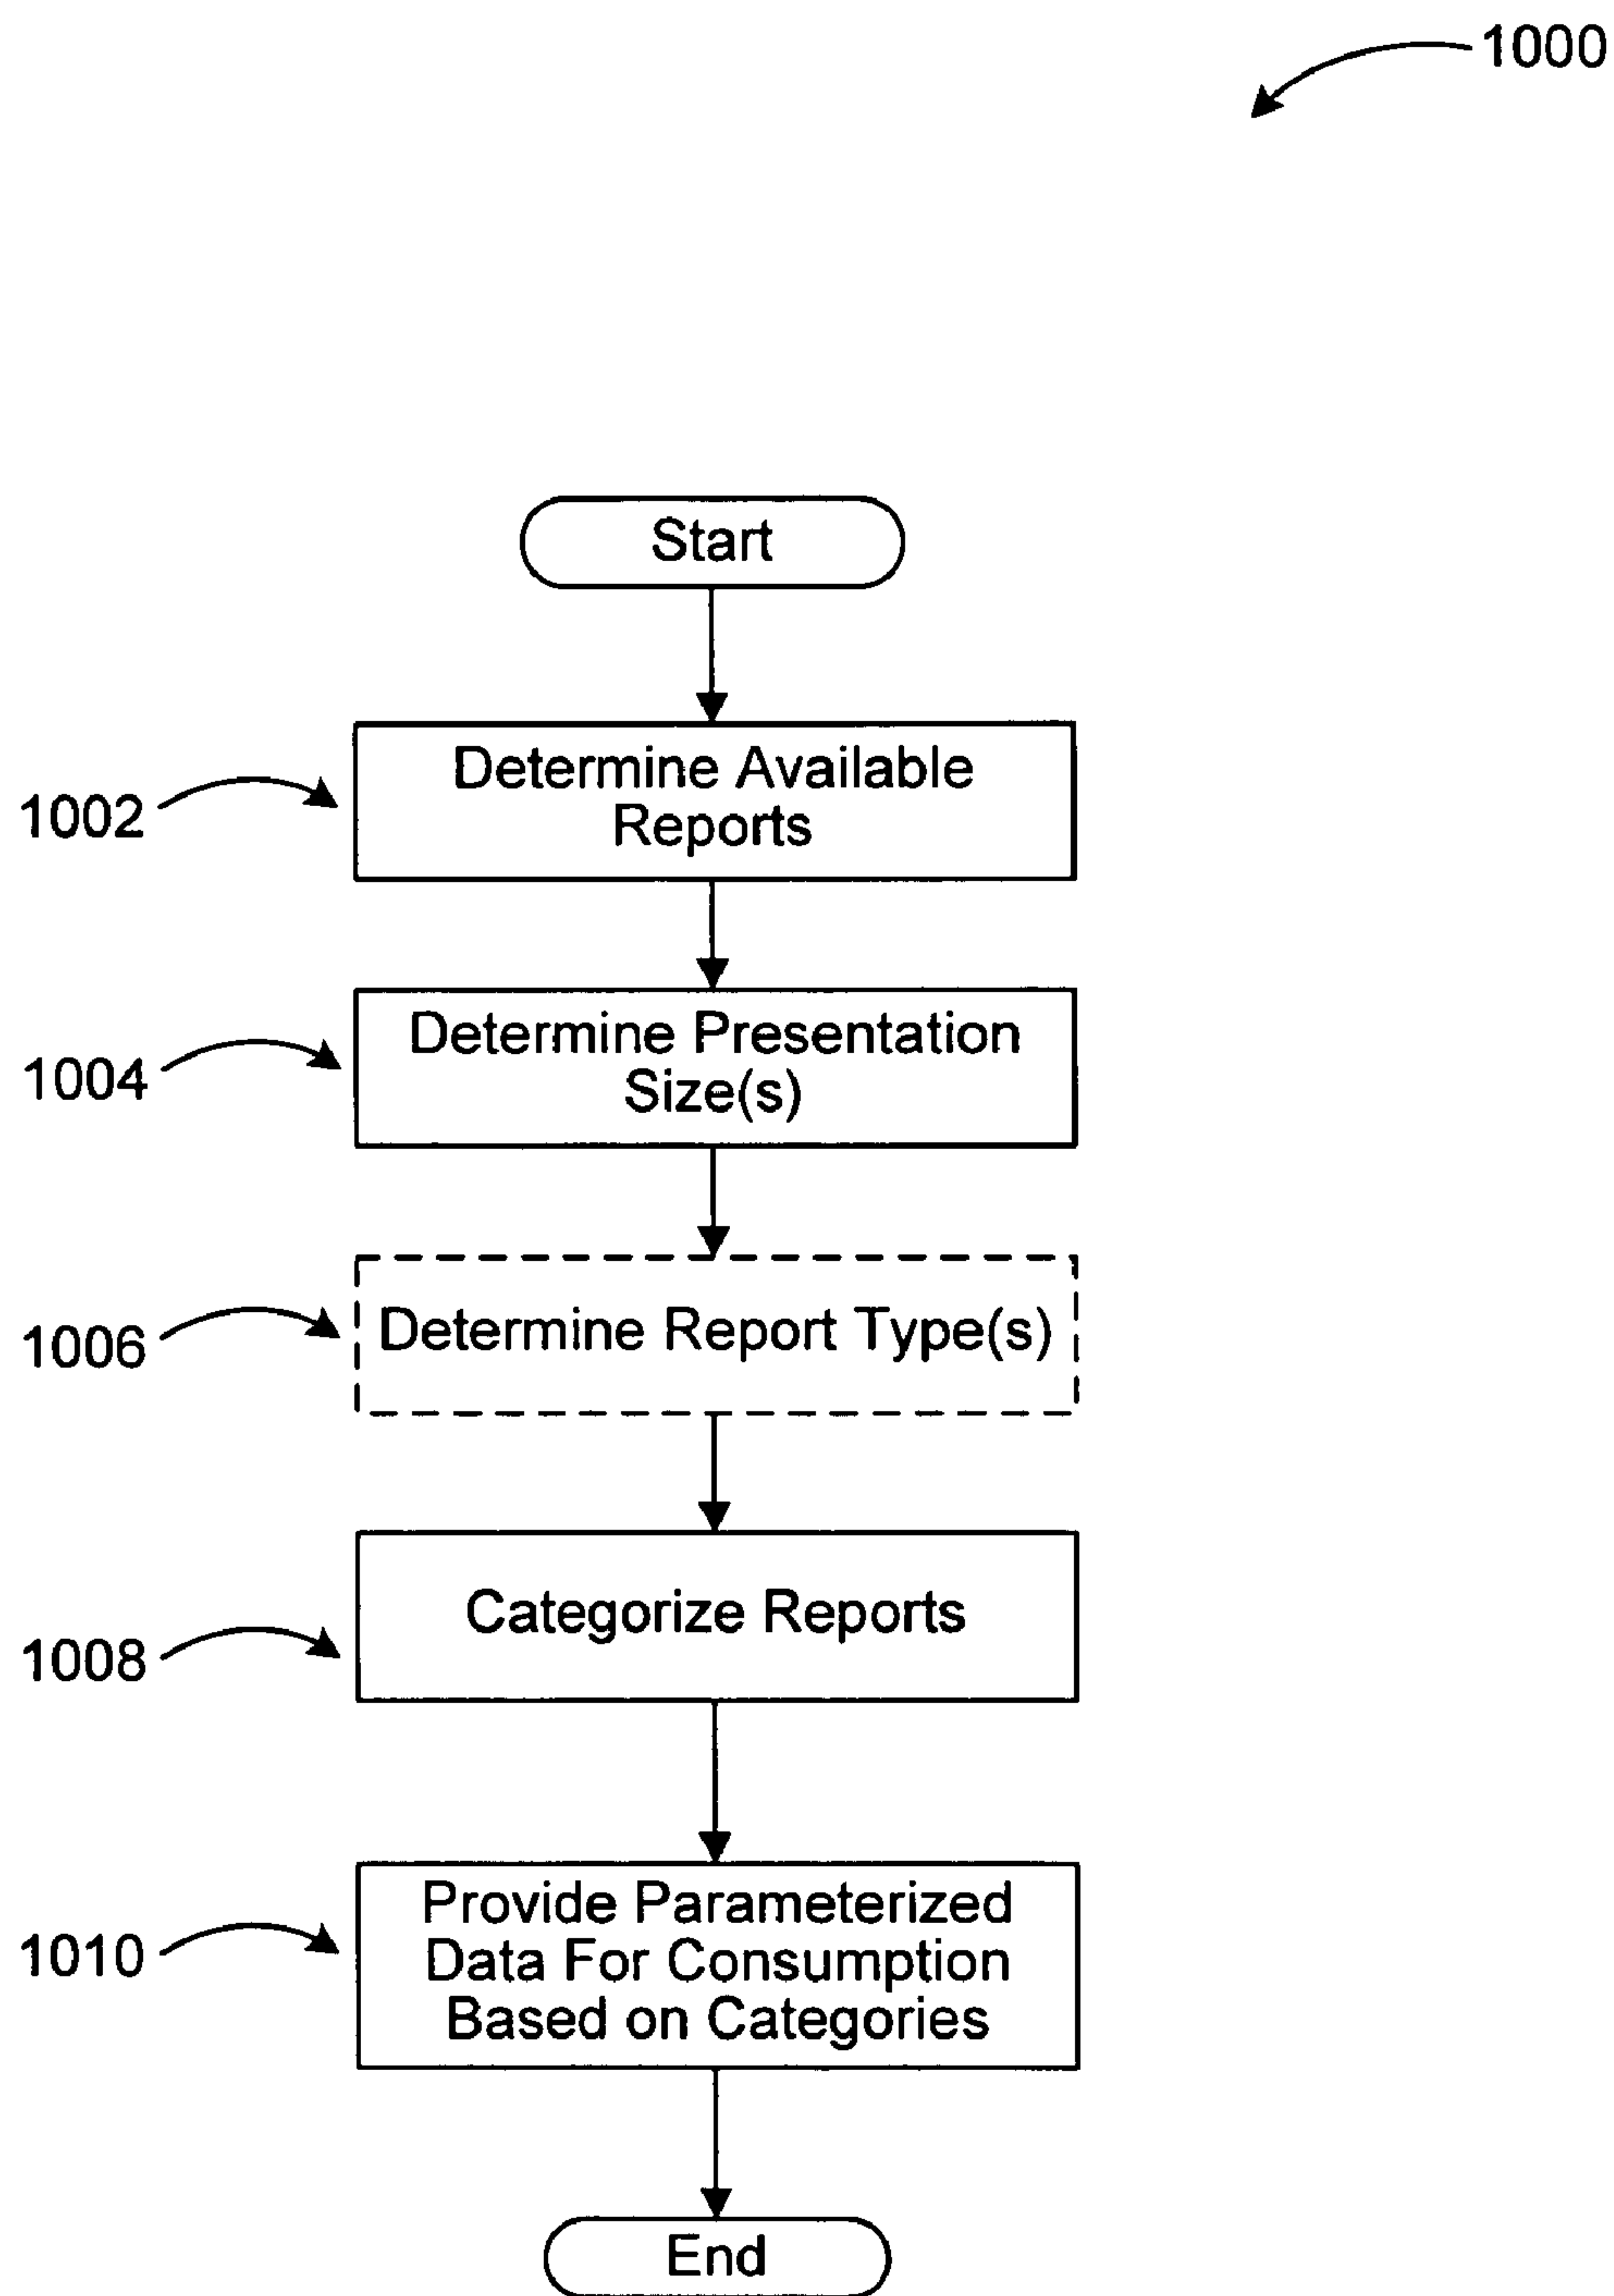 1000
Start
Determine Available
Reports
1002
Determine Presentation
Size(s)
1004
Determine Report Type(s)
1006
Categorize Reports
1008
Provide Parameterized
Data For Consumption
Based on Categories
1010
End